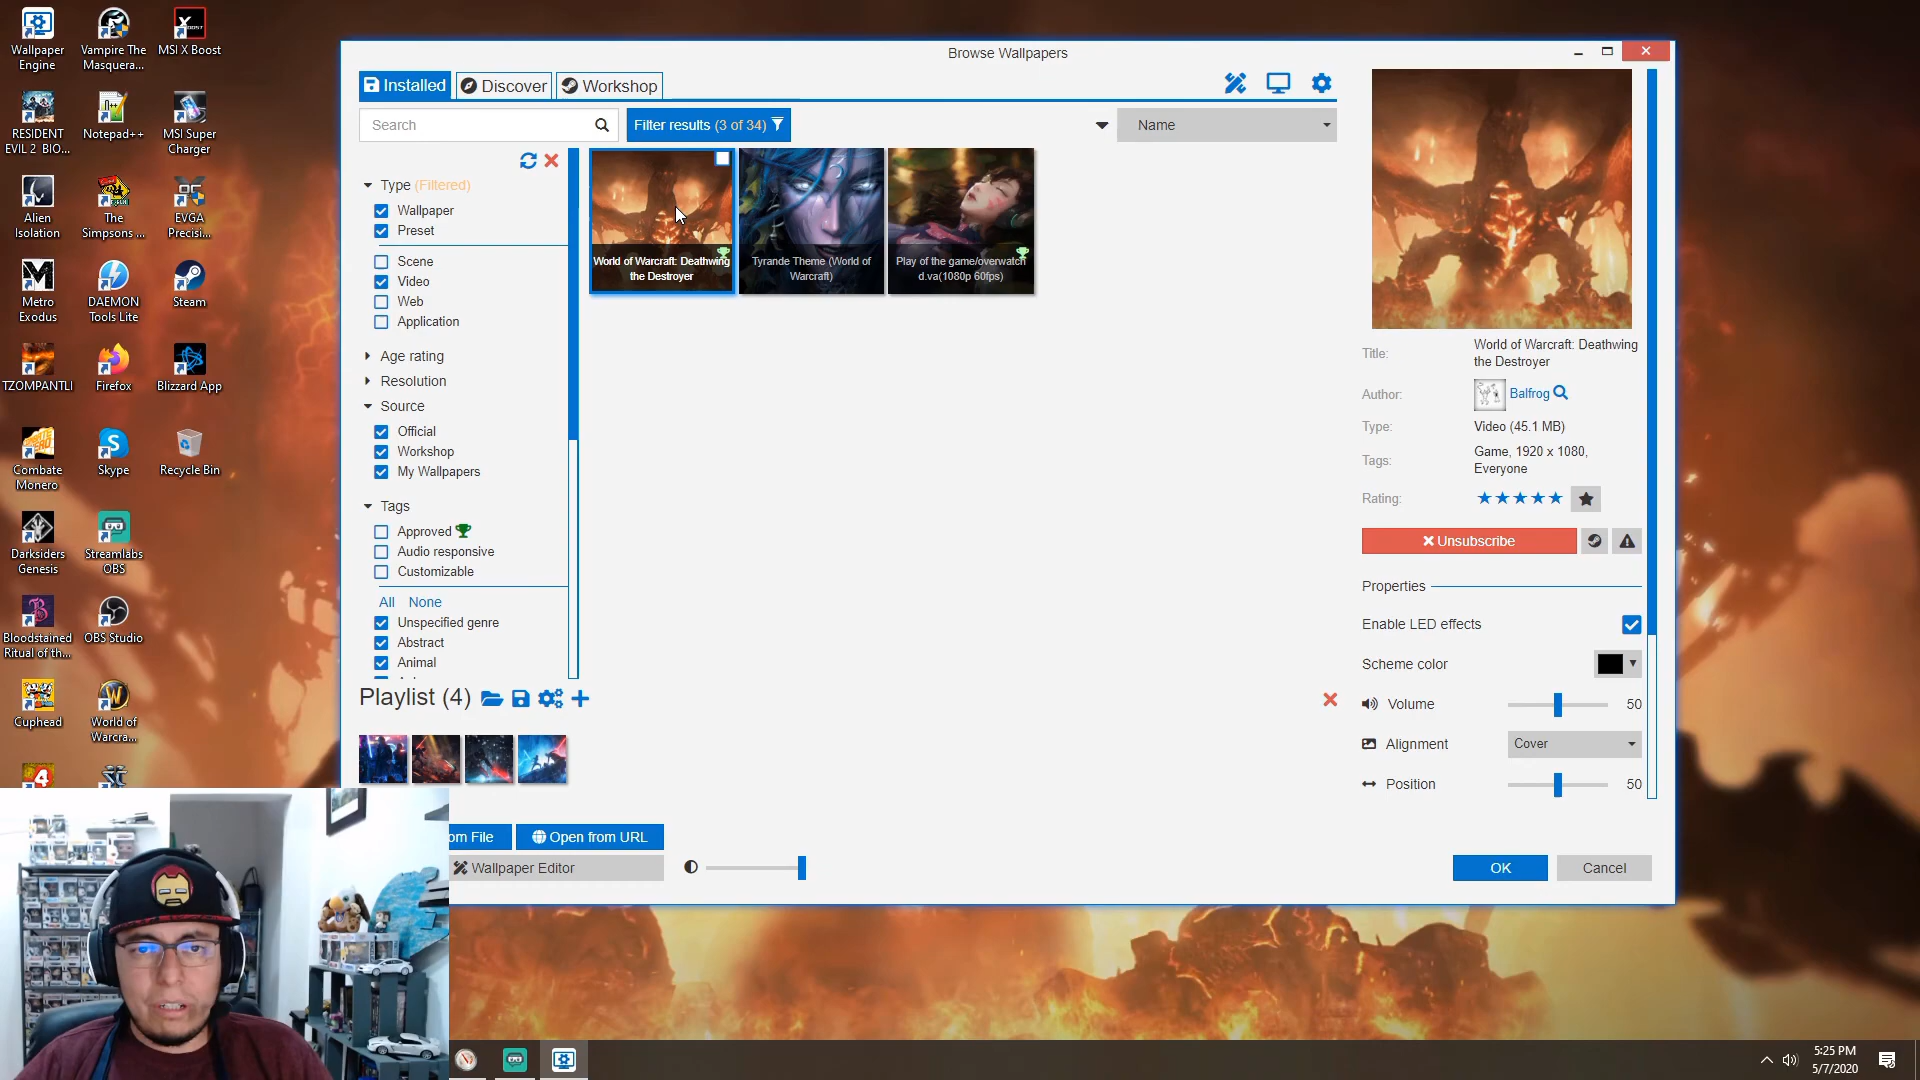 Wallpaper
Engine
Vampire The
Masquera...
MSI X Boost
RESIDENT
EVIL 2 BIO...
Notepad++
MSI Super
Charger
Alien
Isolation
The
Simpsons ...
EVGA
Precisi...
Metro
Exodus
DAEMON
Tools Lite
Steam
TZOMPANTLI
Firefox
Blizzard App
Combate
Monero
Skype
Recycle Bin
Darksiders
Genesis
Streamlabs
OBS
Bloodstained
Ritual of th...
OBS Studio
Cuphead
World of
Warcra...
Browse Wallpapers
Installed
Discover
Workshop
Search
Filter results (3 of 34)
Name
Type (Filtered)
Wallpaper
Preset
Scene
Video
Web
Application
Age rating
Resolution
Source
Official
Workshop
My Wallpapers
Tags
Approved
Audio responsive
Customizable
All None
Unspecified genre
Abstract
Animal
World of Warcraft: Deathwing
the Destroyer
Tyrande Theme (World of
Warcraft)
Play of the game/overwatch
d.va(1080p 60fps)
Playlist (4)
om File
Open from URL
Wallpaper Editor
Title:
World of Warcraft: Deathwing
the Destroyer
Author:
Balfrog
Type:
Video (45.1 MB)
Tags:
Game, 1920 x 1080,
Everyone
Rating:
Unsubscribe
Properties
Enable LED effects
Scheme color
Volume 50
Alignment Cover
Position 50
OK
Cancel
5:25 PM
5/7/2020